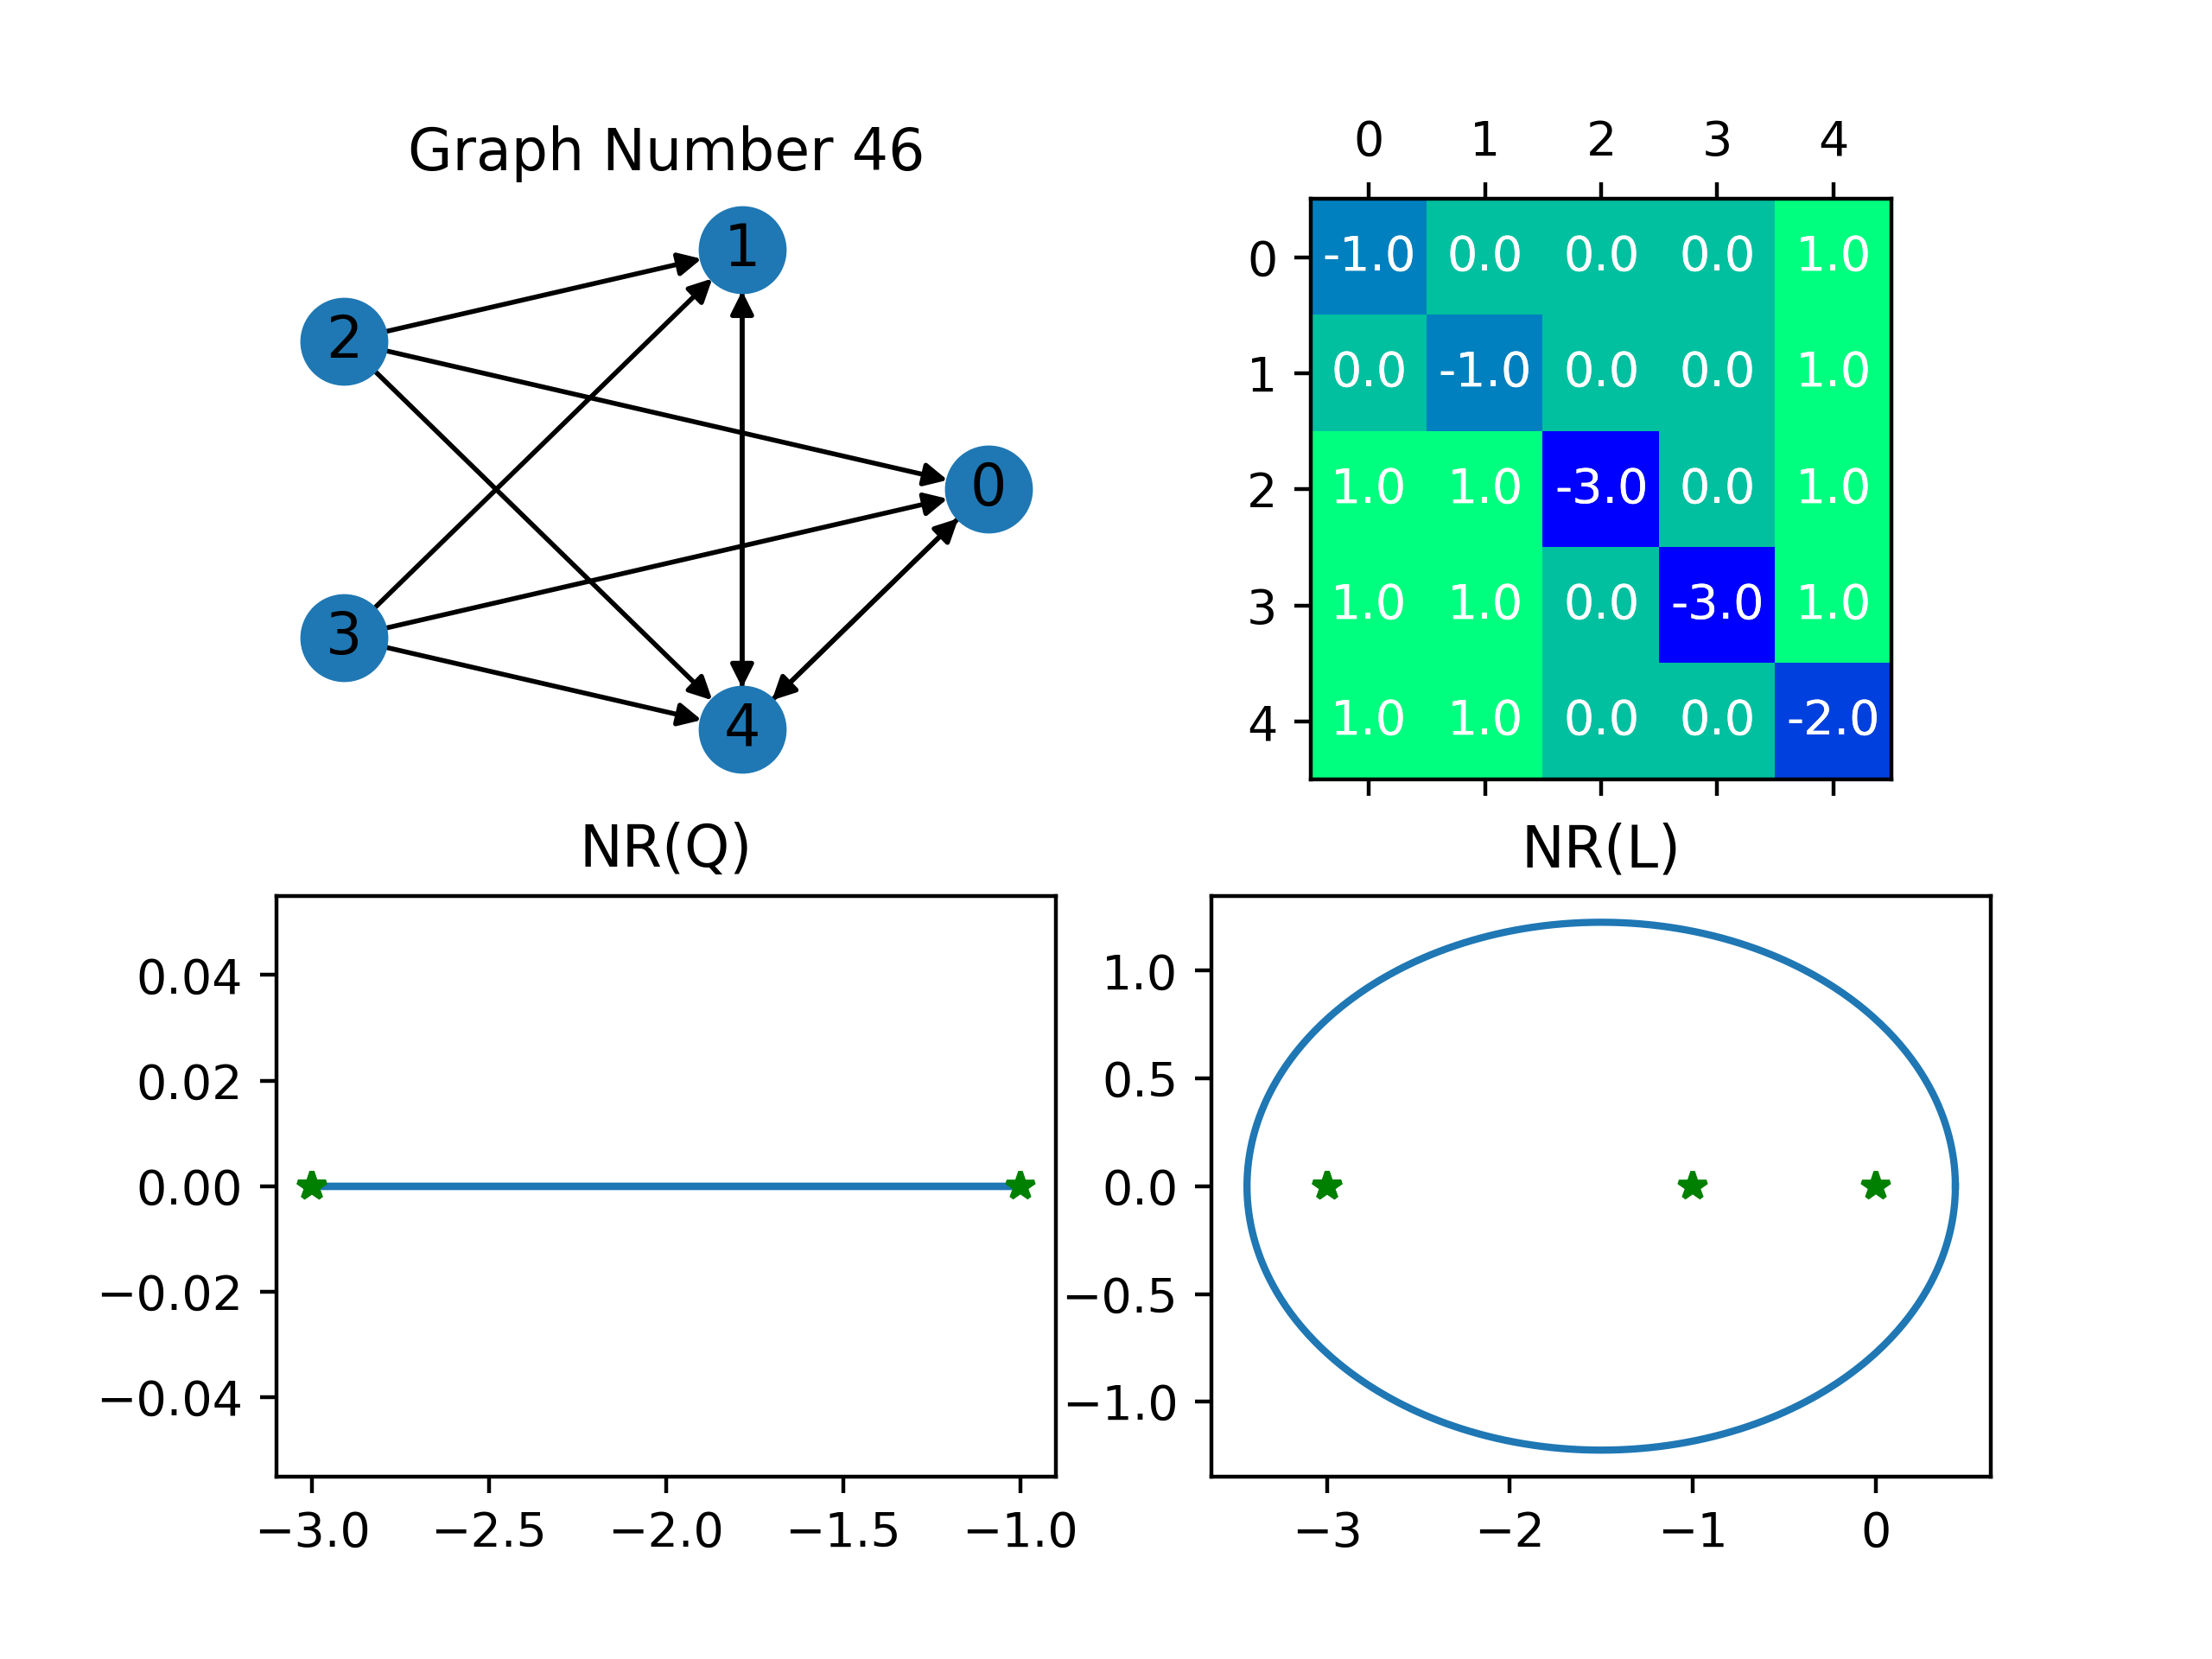 Graph Number 46
1
2
0
3
4
0 1 2 3 4
0 -1.0 0.0 0.0 0.0 1.0
1 0.0 -1.0 0.0 0.0 1.0
2 1.0 1.0 -3.0 0.0 1.0
3 1.0 1.0 0.0 -3.0 1.0
4 1.0 1.0 0.0 0.0 -2.0
NR(Q)
0.04
0.02
0.00
−0.02
−0.04
−3.0 −2.5 −2.0 −1.5 −1.0
NR(L)
1.0
0.5
0.0
−0.5
−1.0
−3 −2 −1 0